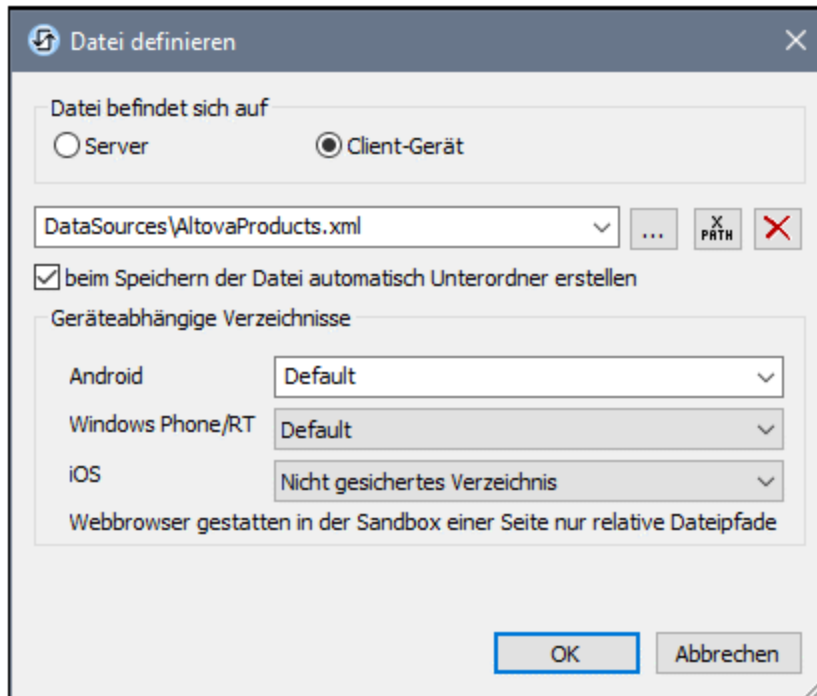 Datei definieren
Datei befindet sich auf
Server
Client-Gerät
DataSources\AltovaProducts.xml
...
X
PATH
beim Speichern der Datei automatisch Unterordner erstellen
Geräteabhängige Verzeichnisse
Android
Default
Windows Phone/RT
Default
iOS
Nicht gesichertes Verzeichnis
Webbrowser gestatten in der Sandbox einer Seite nur relative Dateipfade
OK
Abbrechen